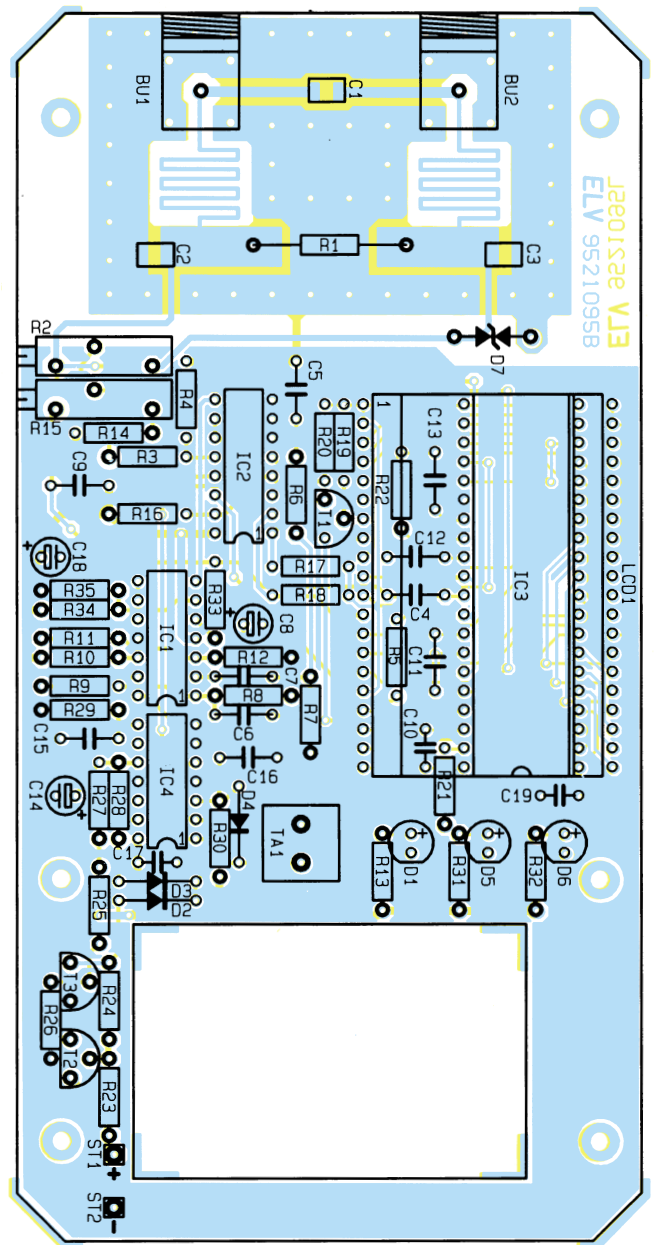 BU1
BU2
C1
C2
R1
C3
ELV 9521095B
ELV 9521095L
D7
R2
R15
R14
R4
C5
R3
C9
R16
IC2
1
R6
R20
R19
T1
1
R22
C13
C12
C4
IC3
LCD1
C18
+
R35
R34
R11
R10
R9
R29
IC1
1
R33
+
C8
R17
R18
R12
C7
R8
C6
R7
R5
C11
C10
C15
C14
+
R27
R28
IC4
1
C16
D4
R30
TA1
R21
C19
C17
D3
D2
R25
R13
+
D1
R31
+
D5
R32
+
D6
T3
R24
R26
T2
R23
ST1
+
ST2
-